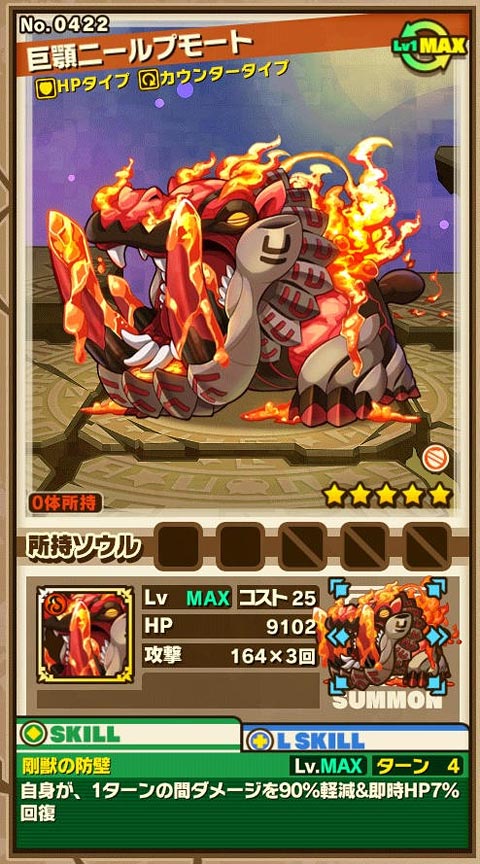 No.0422
巨顎ニールプモート
Lv1 MAX
HPタイプ カウンタータイプ
0体所持
所持ソウル
Lv MAX コスト 25
HP 9102
攻撃 164×3回
SUMMON
SKILL
L SKILL
剛獣の防壁 Lv.MAX ターン 4
自身が、1ターンの間ダメージを90%軽減&即時HP7%
回復